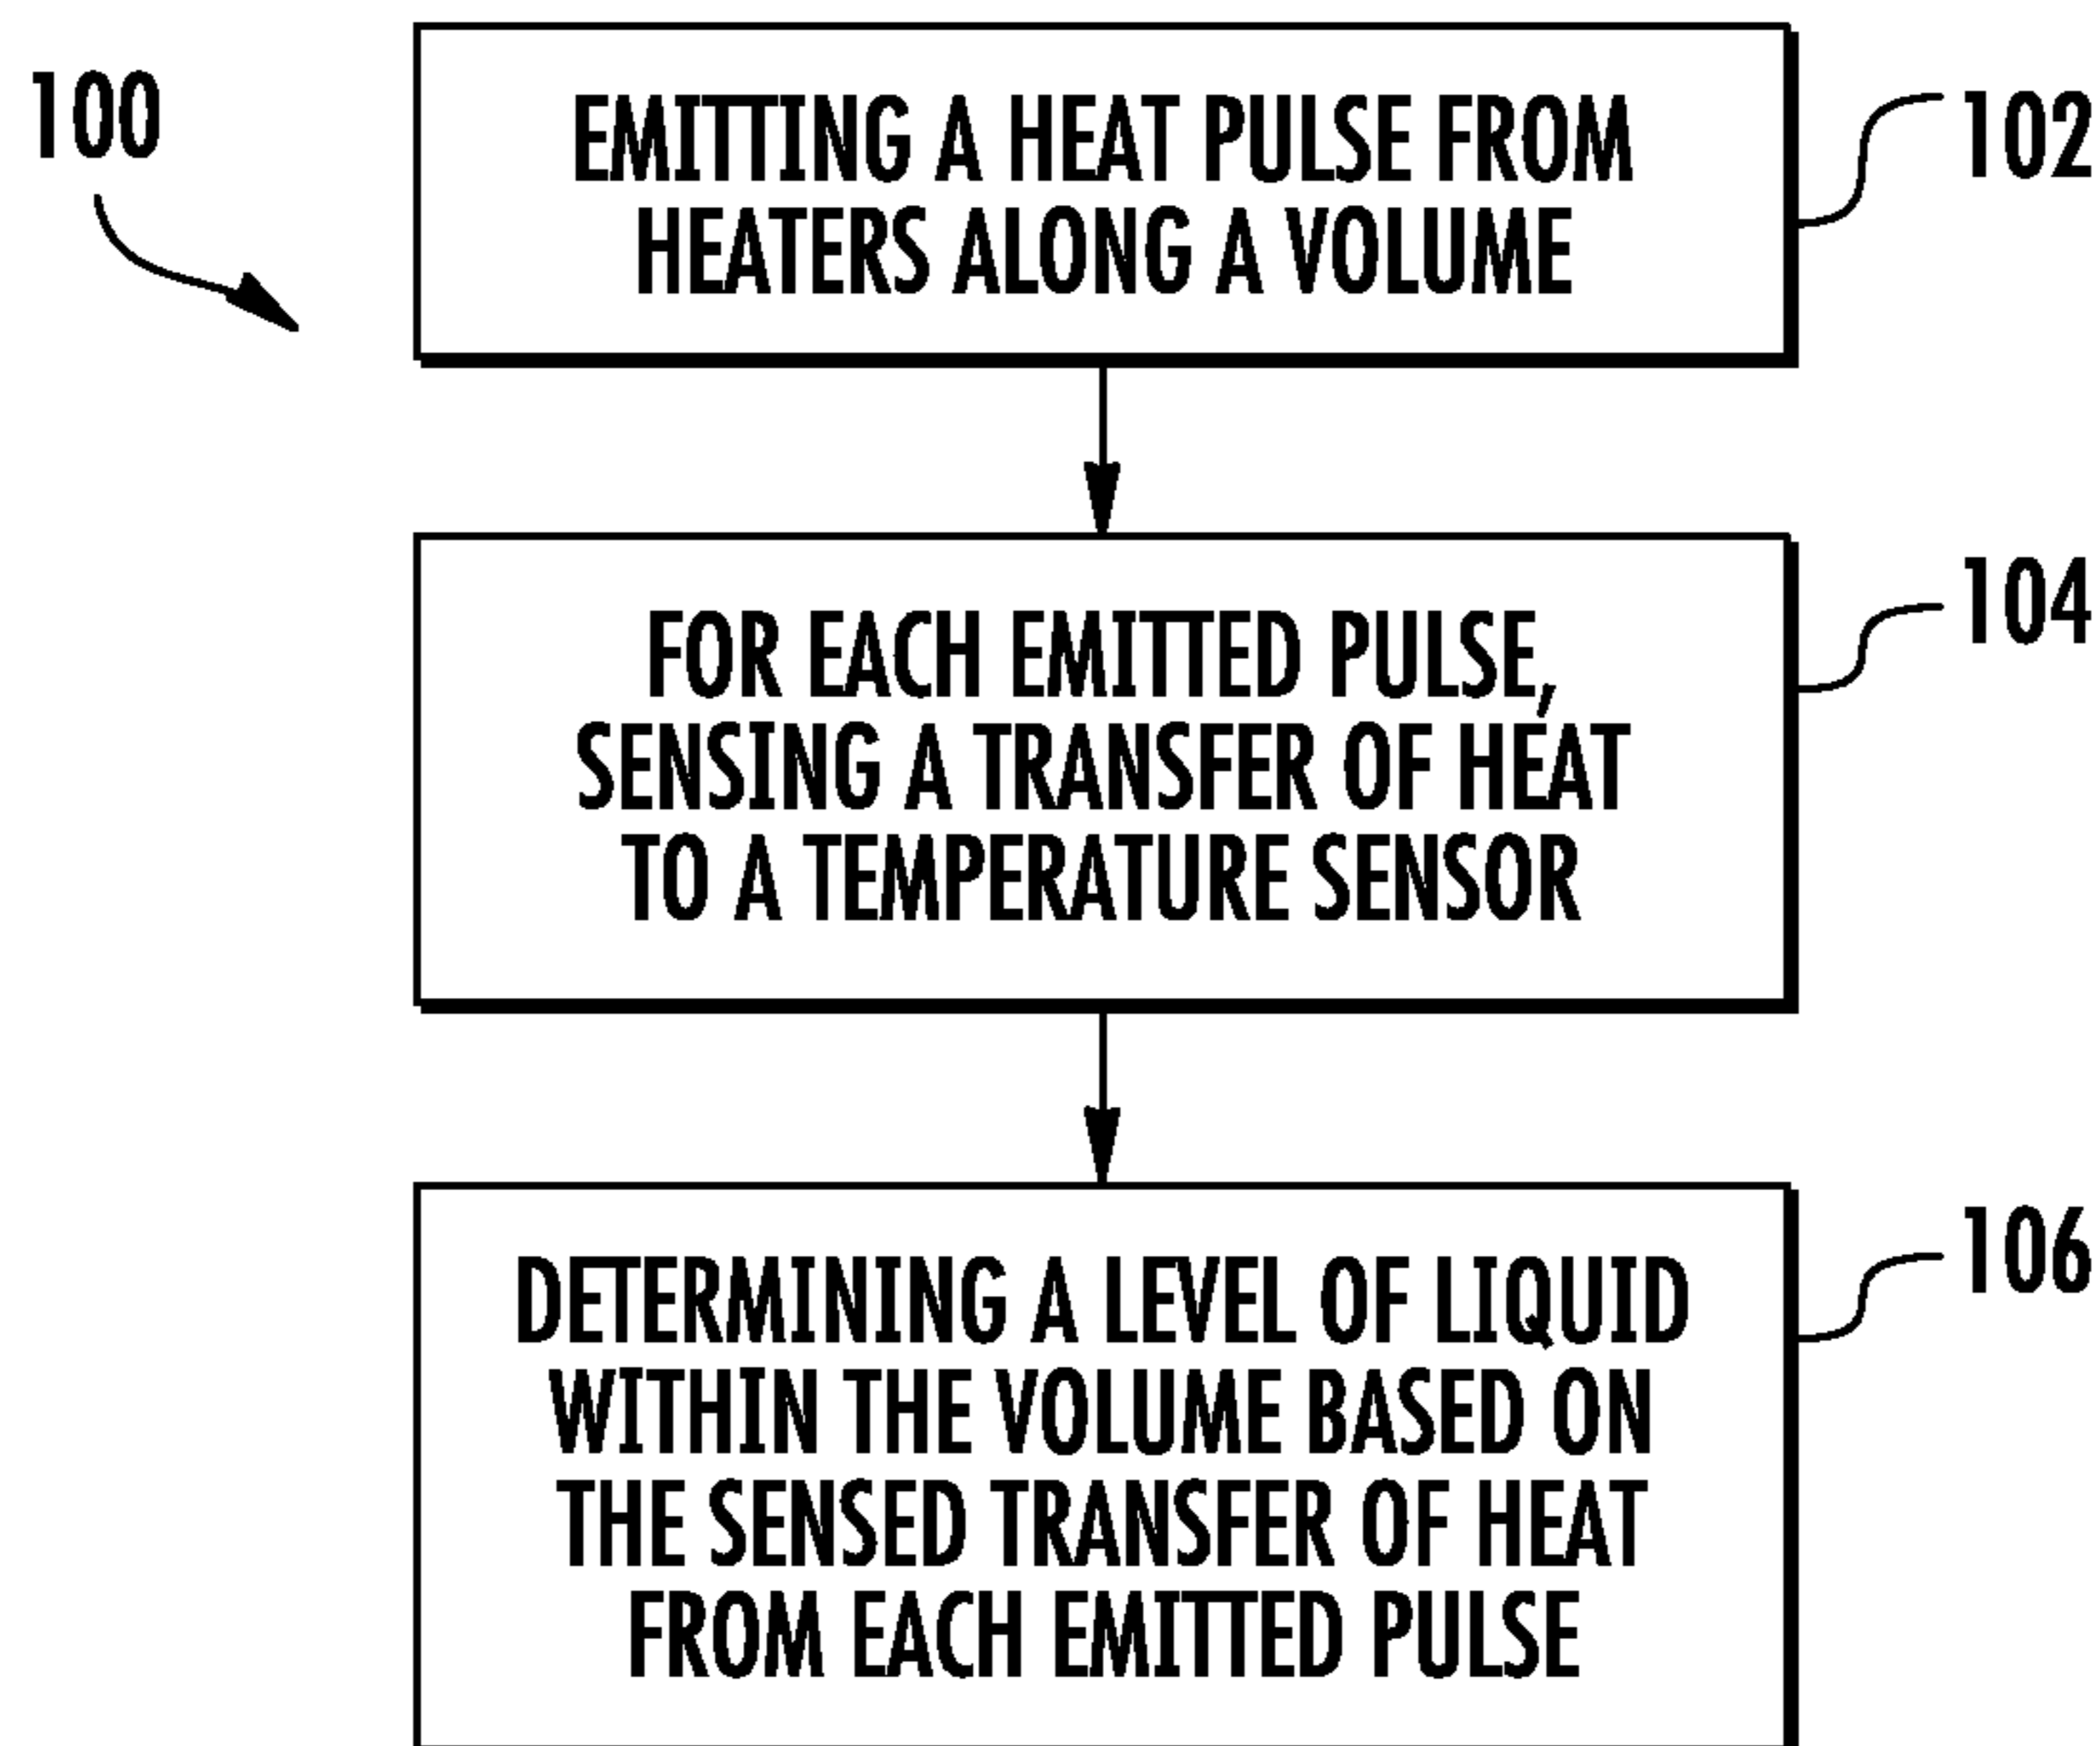 100
EMITTING A HEAT PULSE FROM
HEATERS ALONG A VOLUME
102
FOR EACH EMITTED PULSE,
SENSING A TRANSFER OF HEAT
TO A TEMPERATURE SENSOR
104
DETERMINING A LEVEL OF LIQUID
WITHIN THE VOLUME BASED ON
THE SENSED TRANSFER OF HEAT
FROM EACH EMITTED PULSE
106